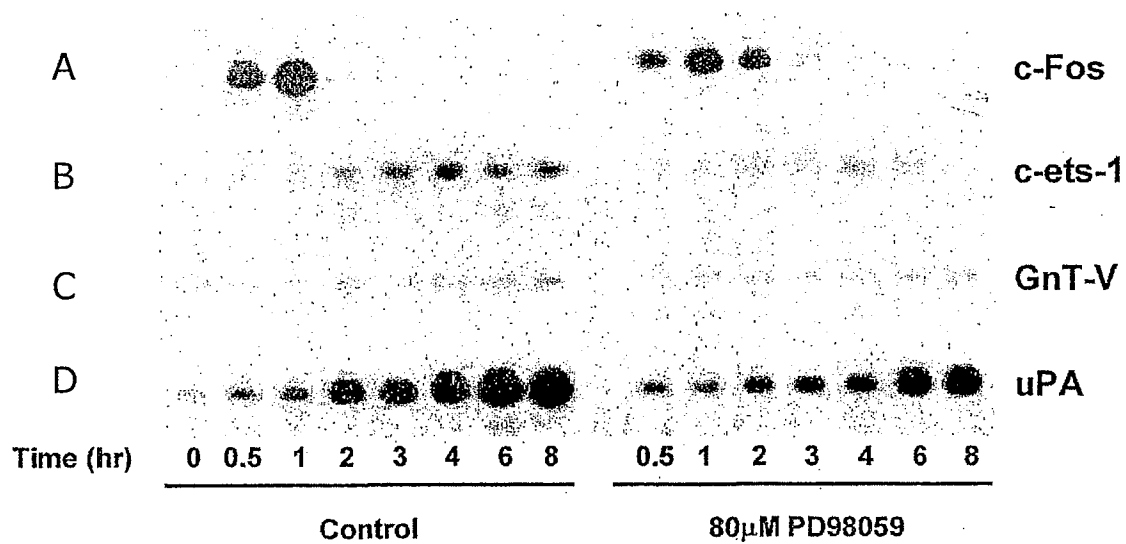 A c-Fos
B c-ets-1
C GnT-V
D uPA
Time (hr) 0 0.5 1 2 3 4 6 8 0.5 1 2 3 4 6 8
Control 80μM PD98059